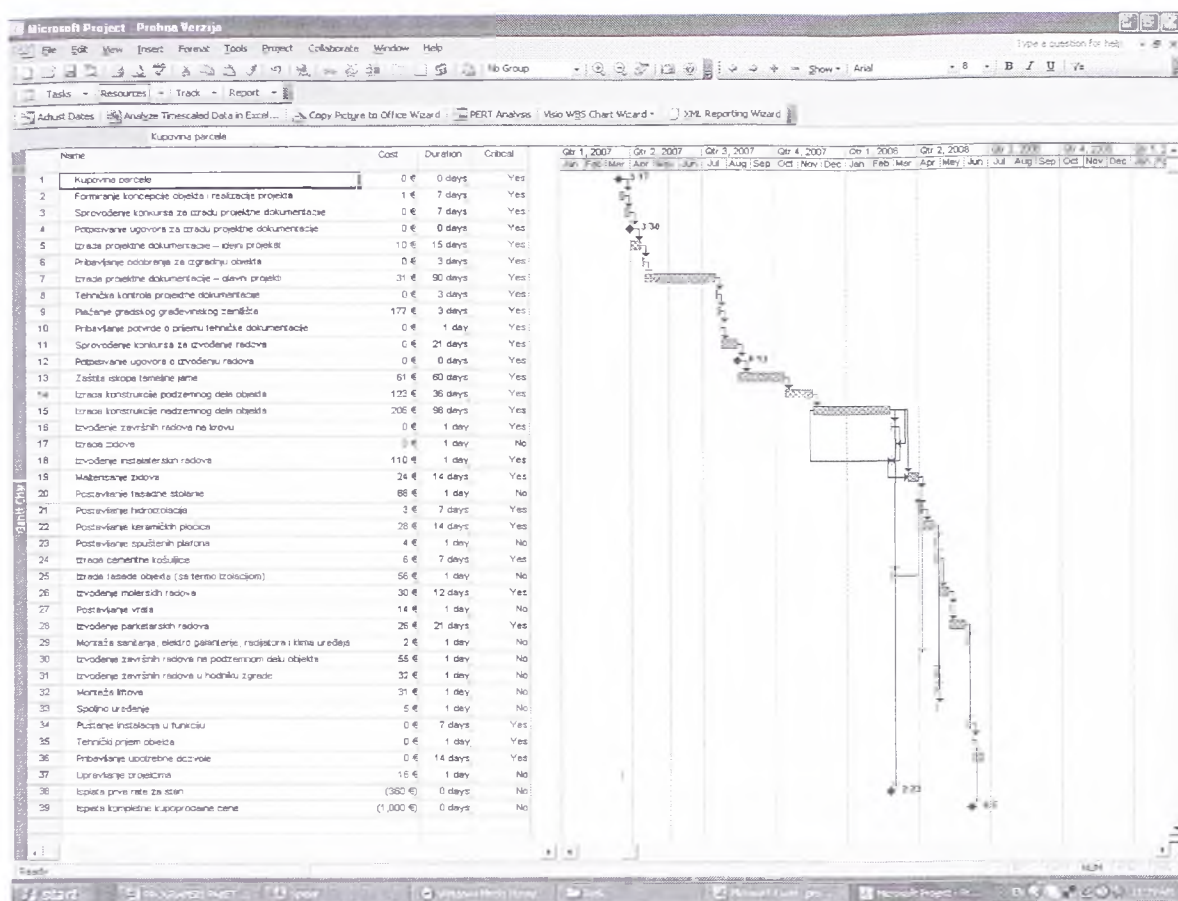 Microsoft Project - Probna Verzija
File Edit View Insert Format Tools Project Collaborate Window Help
Type a question for help
No Group Show Arial 8 B I U
Tasks Resources Track Report
Adjust Dates Analyze Timescaled Data in Excel... Copy Picture to Office Wizard PERT Analysis Visio WBS Chart Wizard XML Reporting Wizard
Kupovina parcele
Name Cost Duration Critical
Qtr 1, 2007 Qtr 2, 2007 Qtr 3, 2007 Qtr 4, 2007 Qtr 1, 2008 Qtr 2, 2008 Qtr 3, 2008 Qtr 4, 2008
Jan Feb Mar Apr May Jun Jul Aug Sep Oct Nov Dec Jan Feb Mar Apr May Jun Jul Aug Sep Oct Nov Dec
1 Kupovina parcele 0 € 0 days Yes 3/17
2 Formiranje koncepcije objekta i realizacije projekta 1 € 7 days Yes
3 Sprovođenje konkursa za izradu projektne dokumentacije 0 € 7 days Yes
4 Potpisivanje ugovora za izradu projektne dokumentacije 0 € 0 days Yes 3/30
5 Izrada projektne dokumentacije – idejni projekat 10 € 15 days Yes
6 Pribavljanje odobrenja za izgradnju objekta 0 € 3 days Yes
7 Izrada projektne dokumentacije – glavni projekti 31 € 90 days Yes
8 Tehnička kontrola projektne dokumentacije 0 € 3 days Yes
9 Plaćanje gradskog građevinskog zemljišta 177 € 3 days Yes
10 Pribavljanje potvrde o prijemu tehničke dokumentacije 0 € 1 day Yes
11 Sprovođenje konkursa za izvođenje radova 0 € 21 days Yes
12 Potpisivanje ugovora o izvođenju radova 0 € 0 days Yes
13 Zaštita iskopa temeljne jame 61 € 60 days Yes
14 Izrada konstrukcije podzemnog dela objekta 123 € 36 days Yes
15 Izrada konstrukcije nadzemnog dela objekta 206 € 98 days Yes
16 Izvođenje završnih radova na krovu 0 € 1 day Yes
17 Izrada zidova 1 day No
18 Izvođenje instalaterskih radova 110 € 1 day Yes
19 Malterisanje zidova 24 € 14 days Yes
20 Postavljanje fasadne stolarije 68 € 1 day No
21 Postavljanje hidroizolacija 3 € 7 days Yes
22 Postavljanje keramičkih pločica 28 € 14 days Yes
23 Postavljanje spuštenih plafona 4 € 1 day No
24 Izrada cementne košuljice 6 € 7 days Yes
25 Izrada fasade objekta (sa termo izolacijom) 56 € 1 day No
26 Izvođenje molerskih radova 30 € 12 days Yes
27 Postavljanje vrata 14 € 1 day No
28 Izvođenje parketarskih radova 26 € 21 days Yes
29 Montaža sanitarija, elektro galanterije, radijatora i klima uređaja 2 € 1 day No
30 Izvođenje završnih radova na podzemnom delu objekta 55 € 1 day No
31 Izvođenje završnih radova u hodniku zgrade 32 € 1 day No
32 Montaža liftova 31 € 1 day No
33 Spoljno uređenje 5 € 1 day No
34 Puštanje instalacija u funkciju 0 € 7 days Yes
35 Tehnički prijem objekta 0 € 1 day Yes
36 Pribavljanje upotrebne dozvole 0 € 14 days Yes
37 Upravljanje projektima 16 € 1 day No
38 Isplata prve rate za stan (360 €) 0 days No 2/23
39 Isplata kompletne kupoprodajne cene (1,000 €) 0 days No
Gantt Chart
Ready NUM
start